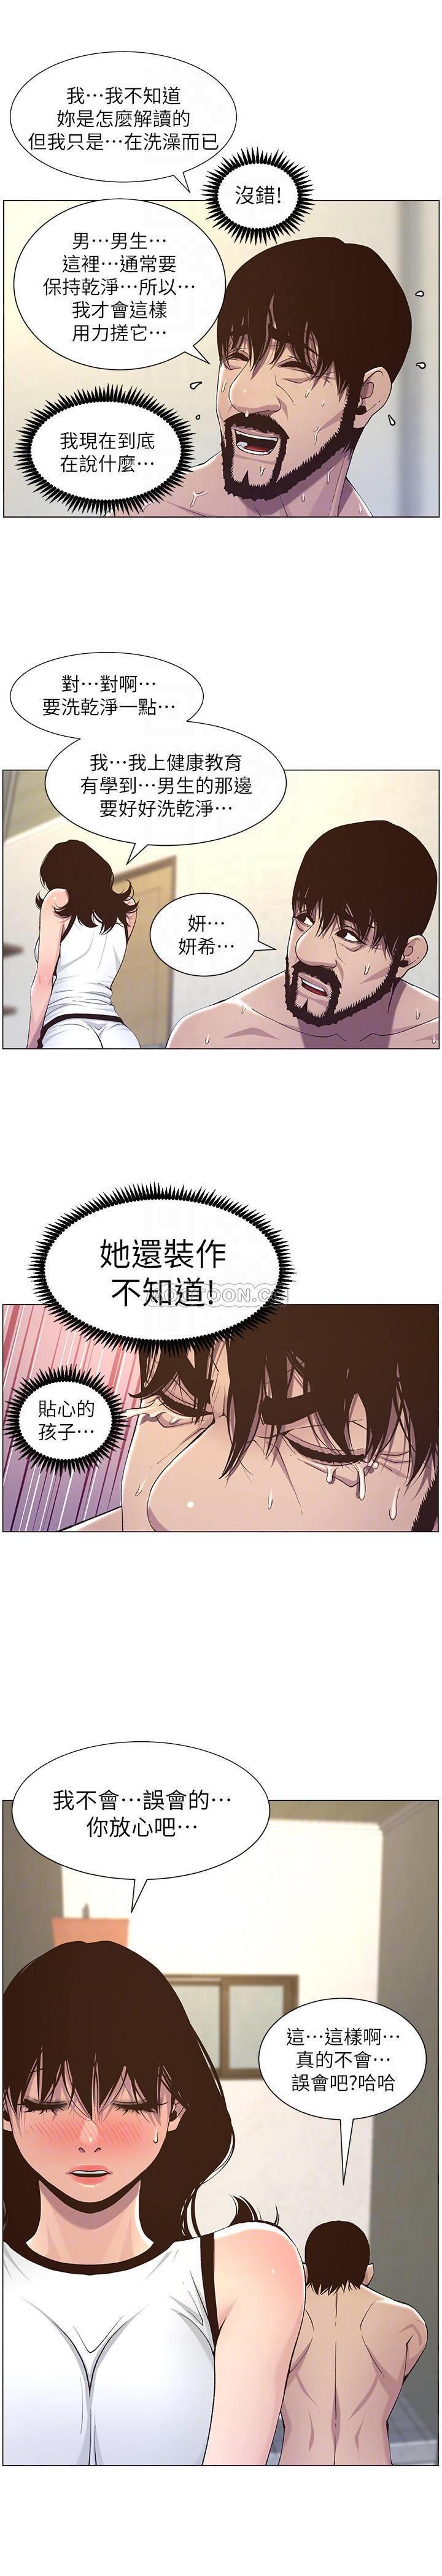 我⋯我不知道
妳是怎麼解讀的
但我只是⋯在洗澡而已
沒錯!
男⋯男生⋯
這裡⋯通常要
保持乾淨⋯所以⋯
我才會這樣
用力搓它⋯
我現在到底
在說什麼⋯
對⋯對啊⋯
要洗乾淨一點⋯
我⋯我上健康教育
有學到⋯男生的那邊
要好好洗乾淨⋯
妍⋯
妍希⋯
她還裝作
不知道!
貼心的
孩子⋯
我不會⋯誤會的⋯
你放心吧⋯
這⋯這樣啊⋯
真的不會⋯
誤會吧?哈哈